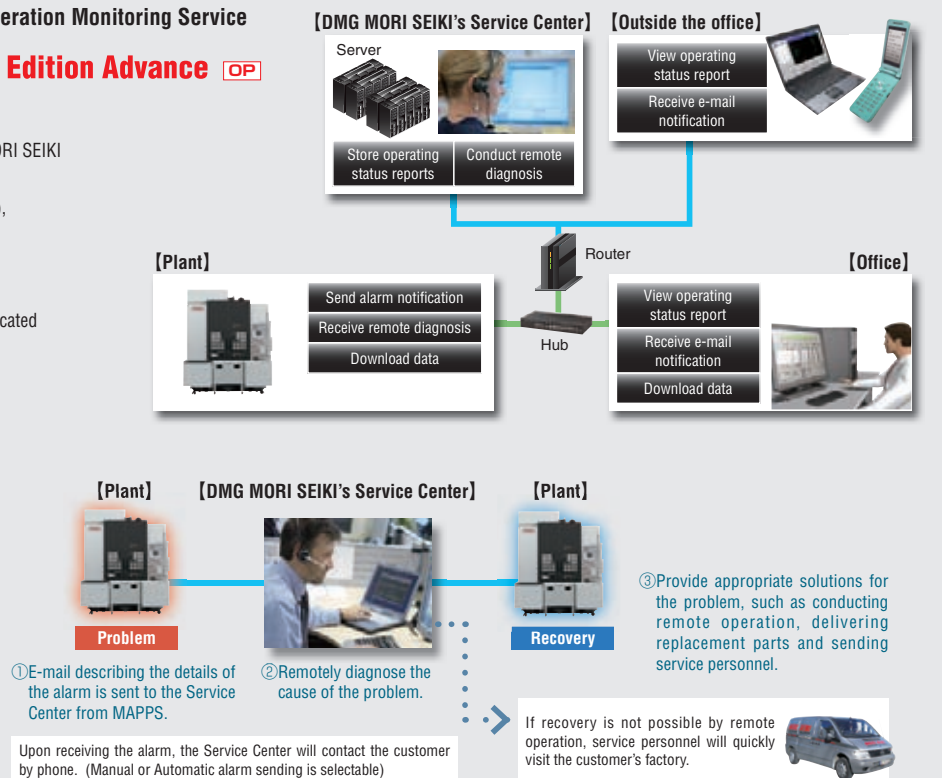 eration Monitoring Service
Edition Advance OP
RI SEIKI
,
cated
【DMG MORI SEIKI's Service Center】
Server
Store operating
status reports
Conduct remote
diagnosis
【Outside the office】
View operating
status report
Receive e-mail
notification
Router
Hub
【Plant】
Send alarm notification
Receive remote diagnosis
Download data
【Office】
View operating
status report
Receive e-mail
notification
Download data
【Plant】
Problem
①E-mail describing the details of
the alarm is sent to the Service
Center from MAPPS.
【DMG MORI SEIKI's Service Center】
②Remotely diagnose the
cause of the problem.
【Plant】
Recovery
③Provide appropriate solutions for
the problem, such as conducting
remote operation, delivering
replacement parts and sending
service personnel.
Upon receiving the alarm, the Service Center will contact the customer
by phone. (Manual or Automatic alarm sending is selectable)
If recovery is not possible by remote
operation, service personnel will quickly
visit the customer's factory.